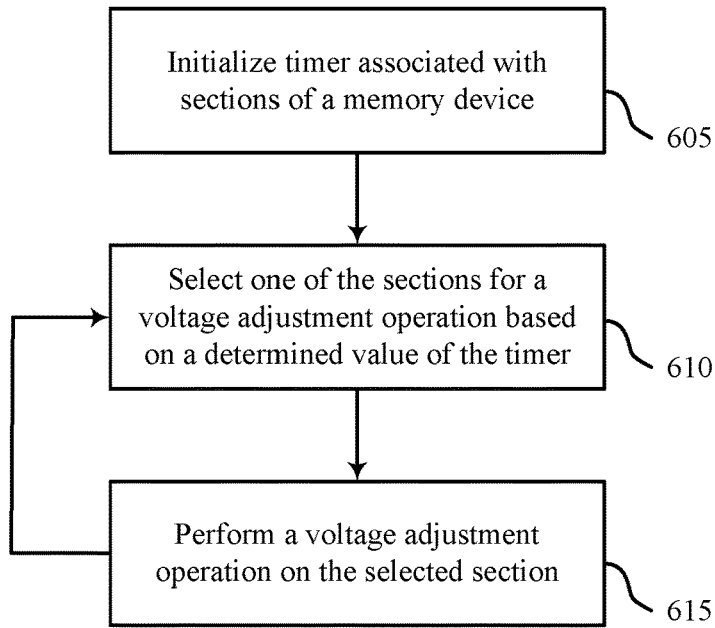 Initialize timer associated with
sections of a memory device
605
Select one of the sections for a
voltage adjustment operation based
on a determined value of the timer
610
Perform a voltage adjustment
operation on the selected section
615